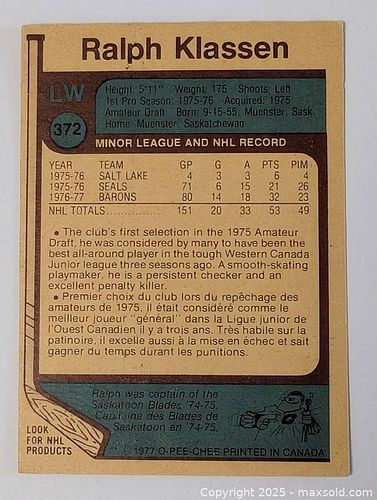 Ralph Klassen
LW
372
Height: 5'11" Weight: 175 Shoots: Left
1st Pro Season: 1975-76 Acquired: 1975
Amateur Draft Born: 9-15-55, Muenster, Sask.
Home: Muenster, Saskatchewan
MINOR LEAGUE AND NHL RECORD
YEAR TEAM GP G A PTS PIM
1975-76 SALT LAKE 4 3 3 6 4
1975-76 SEALS 71 6 15 21 26
1976-77 BARONS 80 14 18 32 23
NHL TOTALS 151 20 33 53 49
• The club's first selection in the 1975 Amateur
Draft, he was considered by many to have been the
best all-around player in the tough Western Canada
Junior league three seasons ago. A smooth-skating
playmaker, he is a persistent checker and an
excellent penalty killer.
• Premier choix du club lors du repêchage des
amateurs de 1975, il était considéré comme le
meilleur joueur "général" dans la Ligue junior de
l'Ouest Canadien il y a trois ans. Très habile sur la
patinoire, il excelle aussi à la mise en échec et sait
gagner du temps durant les punitions.
Ralph was captain of the
Saskatoon Blades '74-75.
Capitaine des Blades de
Saskatoon en '74-75.
LOOK
FOR NHL
PRODUCTS
©1977 O-PEE-CHEE PRINTED IN CANADA
Copyright © 2025 - maxsold.com